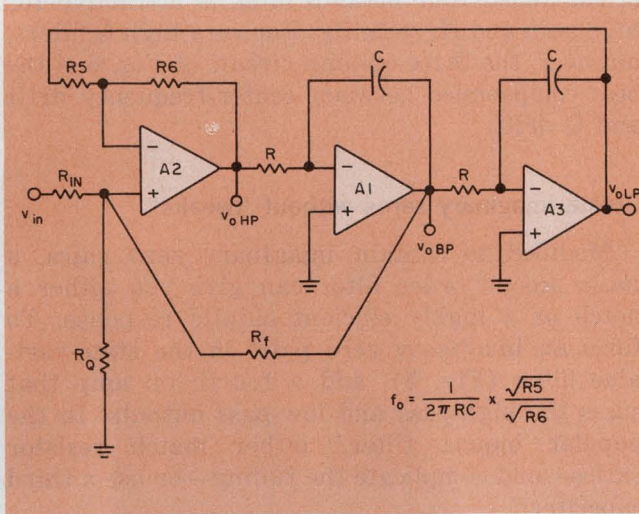 R5
R6
C
C
A2
R
A1
R
A3
−
+
−
+
−
+
R_IN
v_in
v_o HP
v_o BP
v_o LP
R_f
R_Q
f_o = 1 / 2πRC × √R5 / √R6